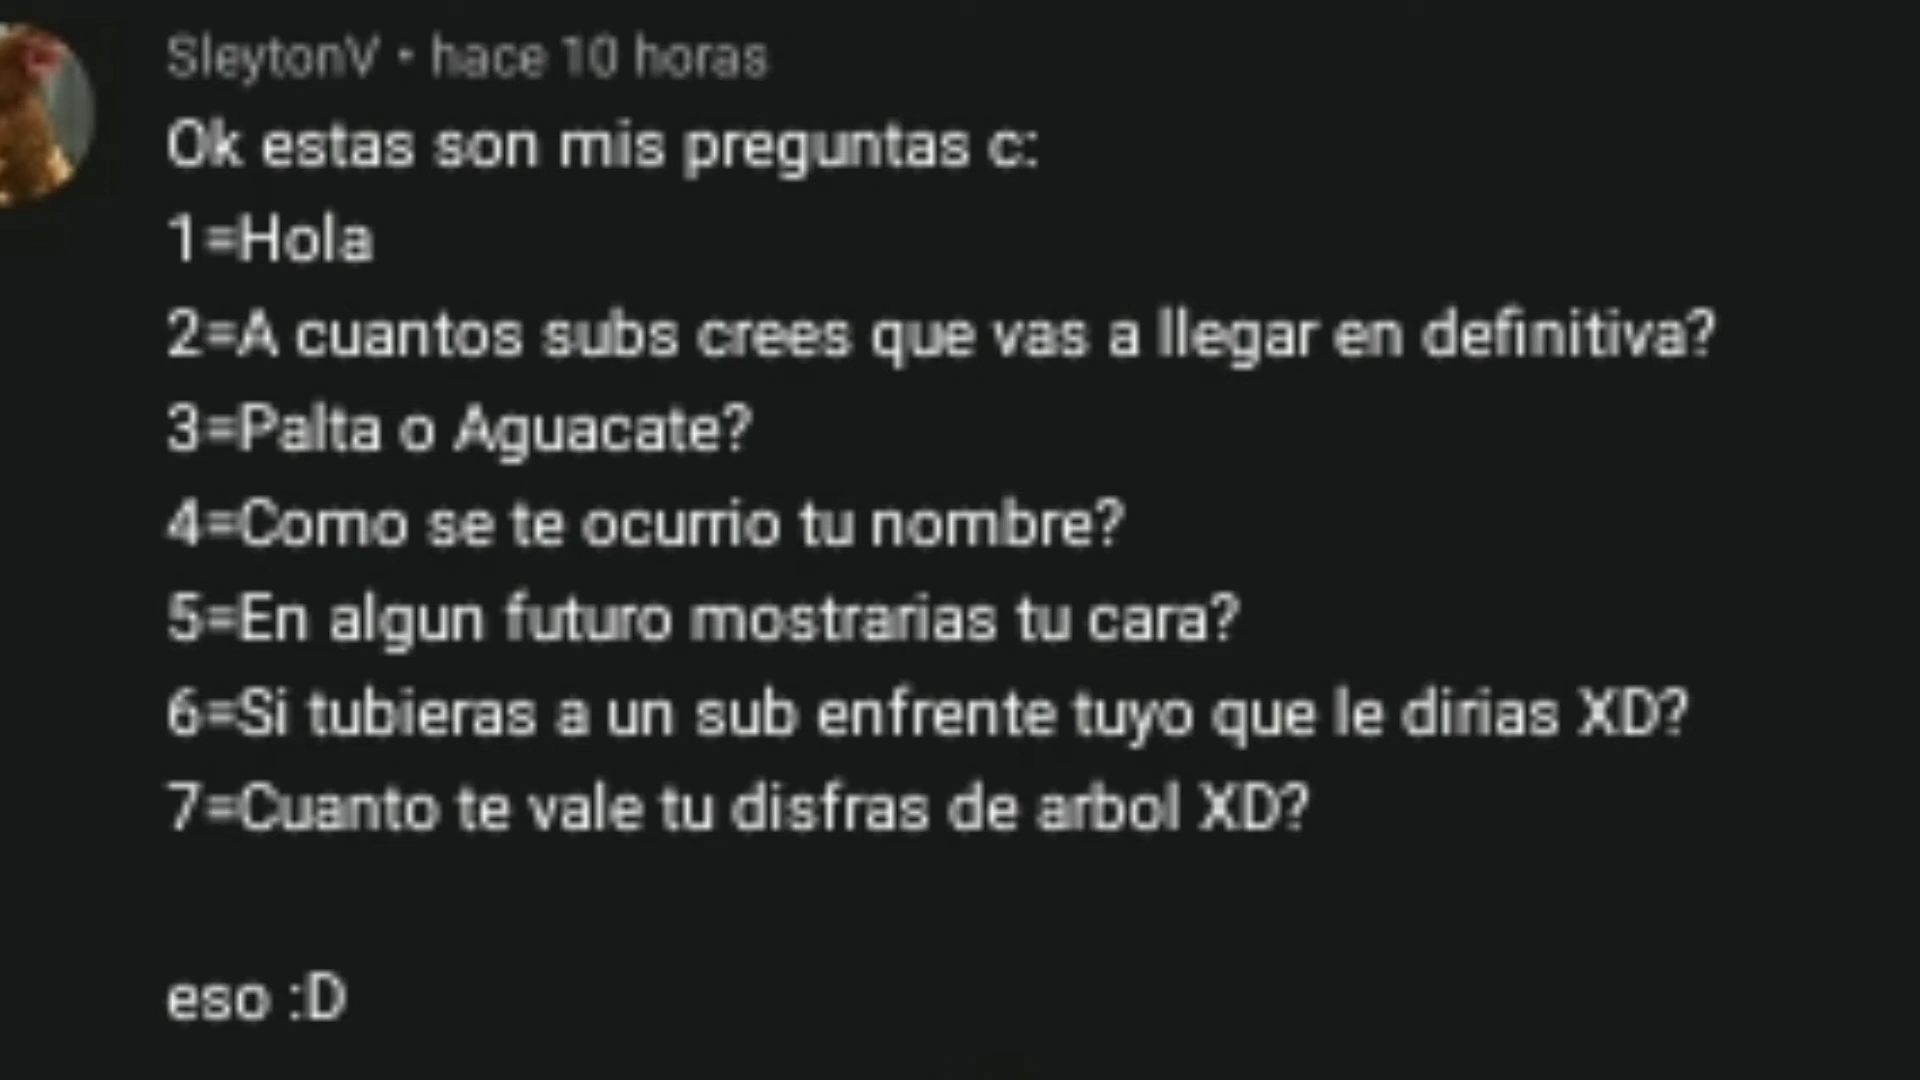 SleytonV • hace 10 horas
Ok estas son mis preguntas c:
1=Hola
2=A cuantos subs crees que vas a llegar en definitiva?
3=Palta o Aguacate?
4=Como se te ocurrio tu nombre?
5=En algun futuro mostrarias tu cara?
6=Si tubieras a un sub enfrente tuyo que le dirias XD?
7=Cuanto te vale tu disfras de arbol XD?
eso :D